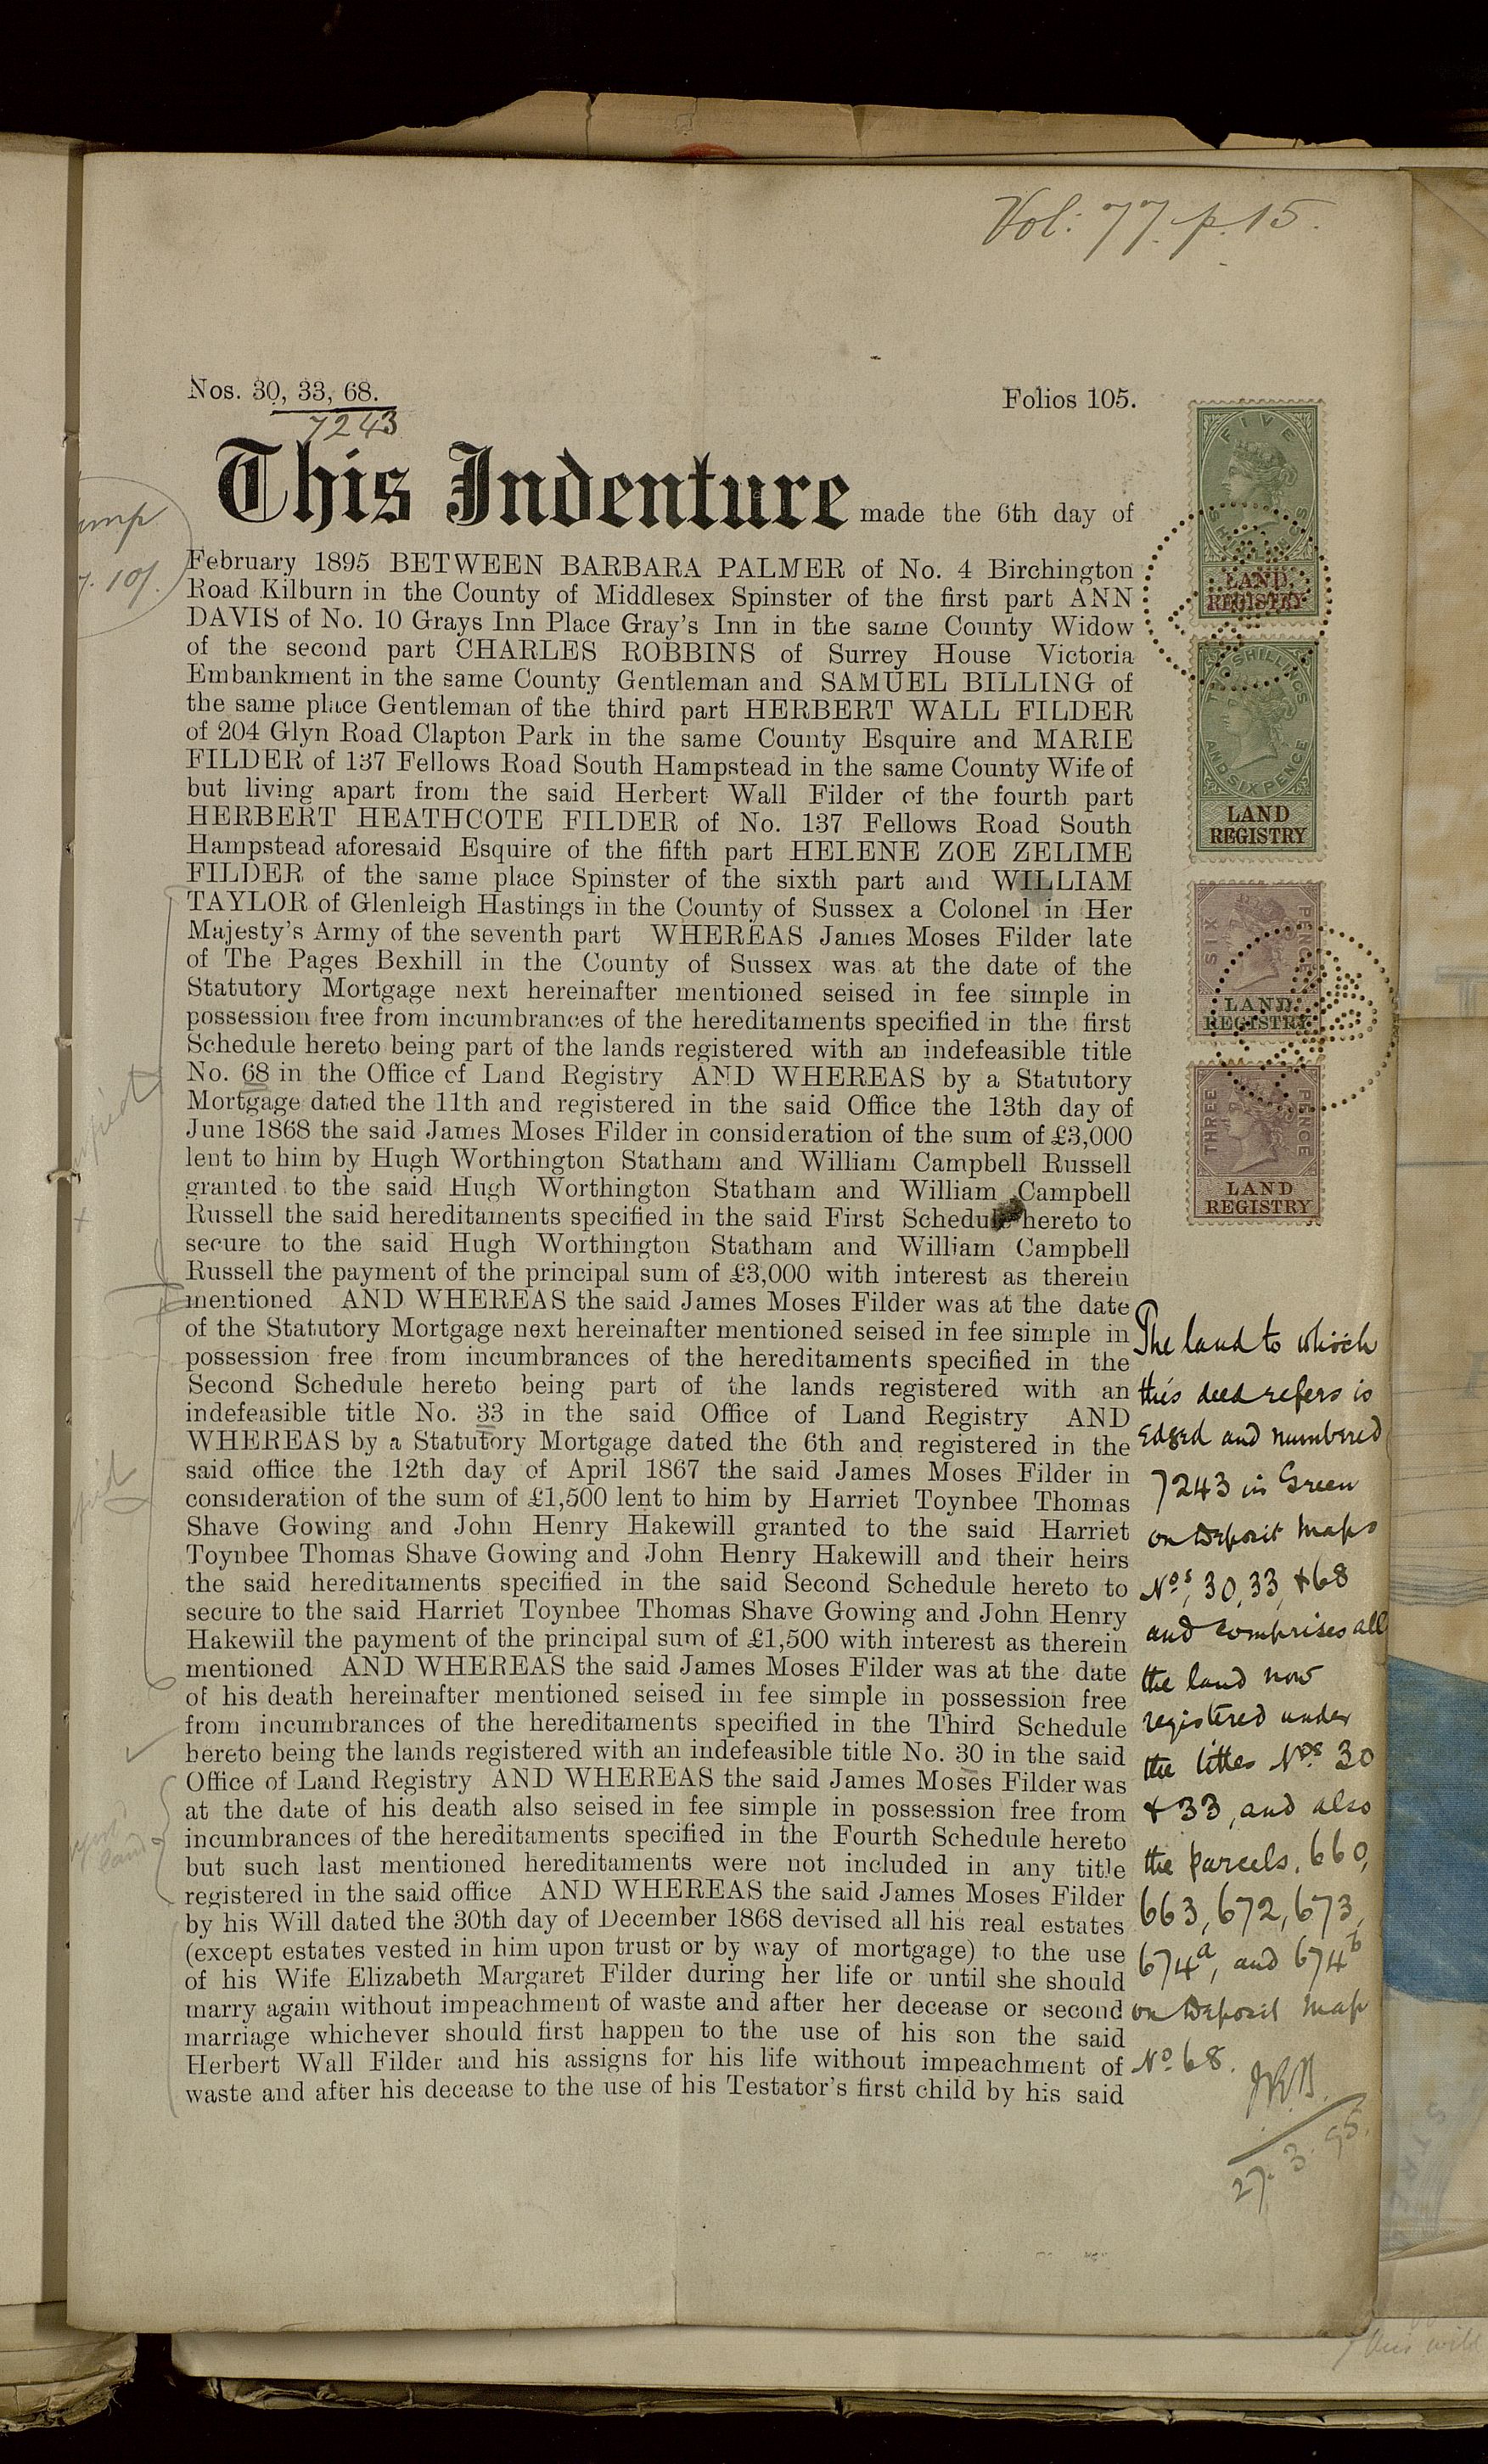 Vol: 77. p. 15.
Nos. 30, 33, 68.
7243
Folios 105.
This Indenture made the 6th day of
February 1895 BETWEEN BARBARA PALMER of No. 4 Birchington
Road Kilburn in the County of Middlesex Spinster of the first part ANN
DAVIS of No. 10 Grays Inn Place Gray's Inn in the same County Widow
of the second part CHARLES ROBBINS of Surrey House Victoria
Embankment in the same County Gentleman and SAMUEL BILLING of
the same place Gentleman of the third part HERBERT WALL FILDER
of 204 Glyn Road Clapton Park in the same County Esquire and MARIE
FILDER of 137 Fellows Road South Hampstead in the same County Wife of
but living apart from the said Herbert Wall Filder of the fourth part
HERBERT HEATHCOTE FILDER of No. 137 Fellows Road South
Hampstead aforesaid Esquire of the fifth part HELENE ZOE ZELIME
FILDER of the same place Spinster of the sixth part and WILLIAM
TAYLOR of Glenleigh Hastings in the County of Sussex a Colonel in Her
Majesty's Army of the seventh part WHEREAS James Moses Filder late
of The Pages Bexhill in the County of Sussex was at the date of the
Statutory Mortgage next hereinafter mentioned seised in fee simple in
possession free from incumbrances of the hereditaments specified in the first
Schedule hereto being part of the lands registered with an indefeasible title
No. 68 in the Office of Land Registry AND WHEREAS by a Statutory
Mortgage dated the 11th and registered in the said Office the 13th day of
June 1868 the said James Moses Filder in consideration of the sum of £3,000
lent to him by Hugh Worthington Statham and William Campbell Russell
granted to the said Hugh Worthington Statham and William Campbell
Russell the said hereditaments specified in the said First Schedule hereto to
secure to the said Hugh Worthington Statham and William Campbell
Russell the payment of the principal sum of £3,000 with interest as therein
mentioned AND WHEREAS the said James Moses Filder was at the date
of the Statutory Mortgage next hereinafter mentioned seised in fee simple in
possession free from incumbrances of the hereditaments specified in the
Second Schedule hereto being part of the lands registered with an
indefeasible title No. 33 in the said Office of Land Registry AND
WHEREAS by a Statutory Mortgage dated the 6th and registered in the
said office the 12th day of April 1867 the said James Moses Filder in
consideration of the sum of £1,500 lent to him by Harriet Toynbee Thomas
Shave Gowing and John Henry Hakewill granted to the said Harriet
Toynbee Thomas Shave Gowing and John Henry Hakewill and their heirs
the said hereditaments specified in the said Second Schedule hereto to
secure to the said Harriet Toynbee Thomas Shave Gowing and John Henry
Hakewill the payment of the principal sum of £1,500 with interest as therein
mentioned AND WHEREAS the said James Moses Filder was at the date
of his death hereinafter mentioned seised in fee simple in possession free
from incumbrances of the hereditaments specified in the Third Schedule
hereto being the lands registered with an indefeasible title No. 30 in the said
Office of Land Registry AND WHEREAS the said James Moses Filder was
at the date of his death also seised in fee simple in possession free from
incumbrances of the hereditaments specified in the Fourth Schedule hereto
but such last mentioned hereditaments were not included in any title
registered in the said office AND WHEREAS the said James Moses Filder
by his Will dated the 30th day of December 1868 devised all his real estates
(except estates vested in him upon trust or by way of mortgage) to the use
of his Wife Elizabeth Margaret Filder during her life or until she should
marry again without impeachment of waste and after her decease or second
marriage whichever should first happen to the use of his son the said
Herbert Wall Filder and his assigns for his life without impeachment of
waste and after his decease to the use of his Testator's first child by his said
FIVE
SHILLINGS
LAND
REGISTRY
TWO SHILLINGS
AND SIX PENCE
LAND
REGISTRY
SIX PENCE
LAND
REGISTRY
THREE PENCE
LAND
REGISTRY
The land to which
this deed refers is
edged and numbered
7243 in Green
on Deposit Maps
Nos. 30, 33, & 68
and comprises all
the land now
registered under
the titles Nos. 30
& 33, and also
the parcels, 660,
663, 672, 673,
674a, and 674b
on Deposit Map
No. 68.
27. 3. 95.